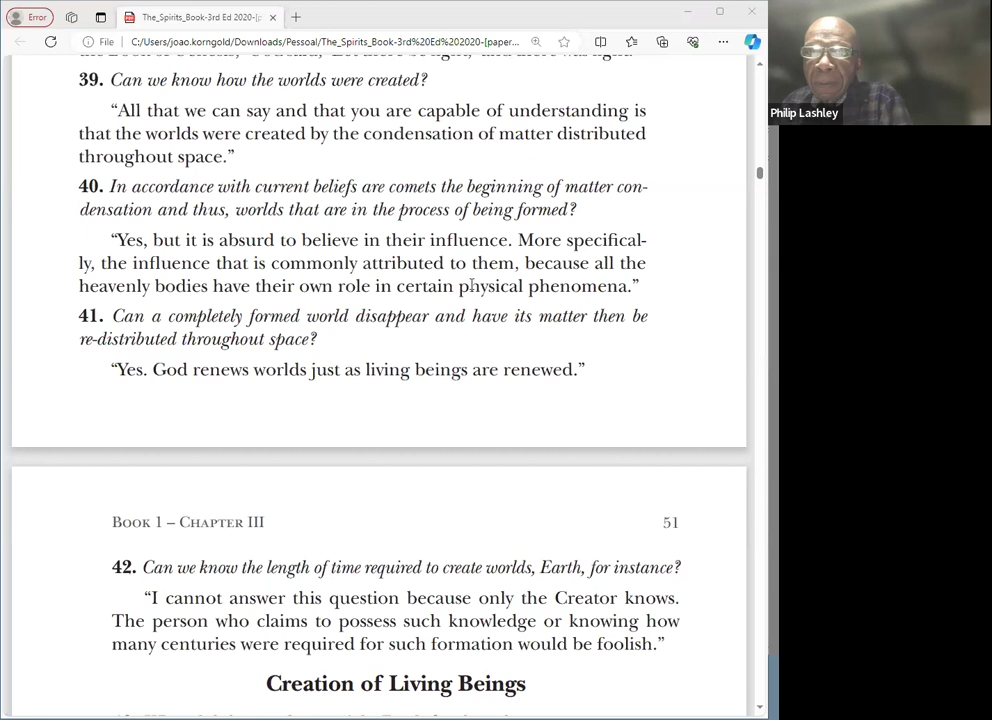 Error
The_Spirits_Book-3rd Ed 2020-[p
File
C:/Users/joao.korngold/Downloads/Pessoal/The_Spirits_Book-3rd%20Ed%202020-[paper...
39. Can we know how the worlds were created?
“All that we can say and that you are capable of understanding is
that the worlds were created by the condensation of matter distributed
throughout space.”
40. In accordance with current beliefs are comets the beginning of matter con-
densation and thus, worlds that are in the process of being formed?
“Yes, but it is absurd to believe in their influence. More specifical-
ly, the influence that is commonly attributed to them, because all the
heavenly bodies have their own role in certain physical phenomena.”
41. Can a completely formed world disappear and have its matter then be
re-distributed throughout space?
“Yes. God renews worlds just as living beings are renewed.”
Book 1 – Chapter III
51
42. Can we know the length of time required to create worlds, Earth, for instance?
“I cannot answer this question because only the Creator knows.
The person who claims to possess such knowledge or knowing how
many centuries were required for such formation would be foolish.”
Creation of Living Beings
Philip Lashley